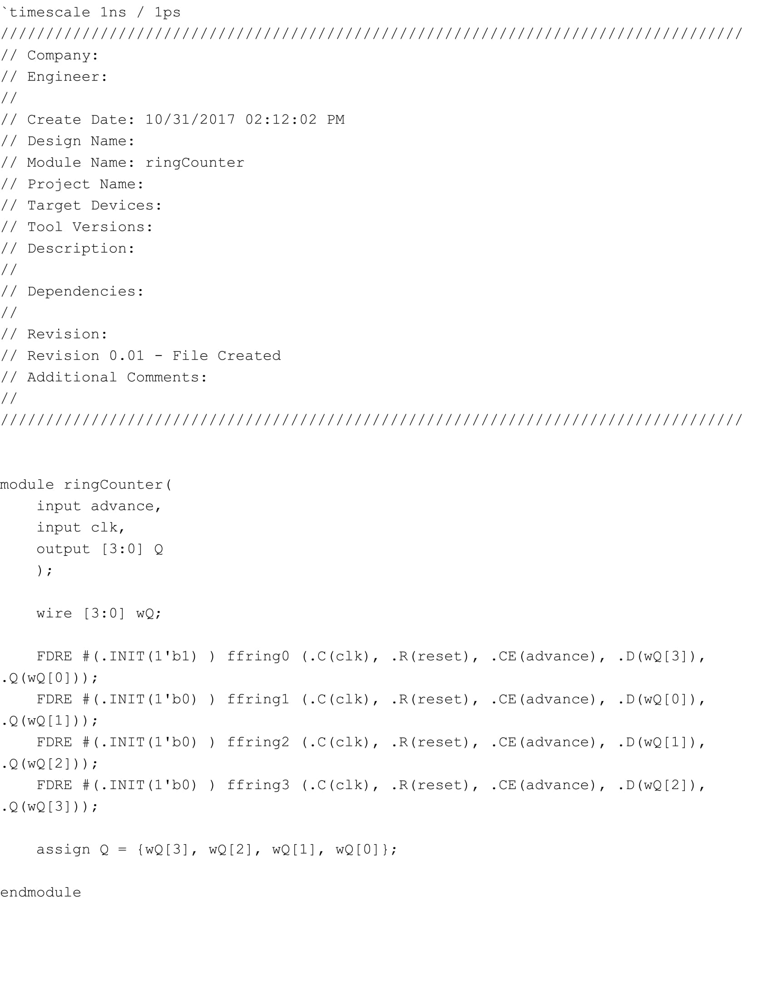 `timescale 1ns / 1ps
//////////////////////////////////////////////////////////////////////////////////
// Company:
// Engineer:
//
// Create Date: 10/31/2017 02:12:02 PM
// Design Name:
// Module Name: ringCounter
// Project Name:
// Target Devices:
// Tool Versions:
// Description:
//
// Dependencies:
//
// Revision:
// Revision 0.01 - File Created
// Additional Comments:
//
//////////////////////////////////////////////////////////////////////////////////
module ringCounter(
    input advance,
    input clk,
    output [3:0] Q
    );
    wire [3:0] wQ;
    FDRE #(.INIT(1'b1) ) ffring0 (.C(clk), .R(reset), .CE(advance), .D(wQ[3]),
.Q(wQ[0]));
    FDRE #(.INIT(1'b0) ) ffring1 (.C(clk), .R(reset), .CE(advance), .D(wQ[0]),
.Q(wQ[1]));
    FDRE #(.INIT(1'b0) ) ffring2 (.C(clk), .R(reset), .CE(advance), .D(wQ[1]),
.Q(wQ[2]));
    FDRE #(.INIT(1'b0) ) ffring3 (.C(clk), .R(reset), .CE(advance), .D(wQ[2]),
.Q(wQ[3]));
    assign Q = {wQ[3], wQ[2], wQ[1], wQ[0]};
endmodule